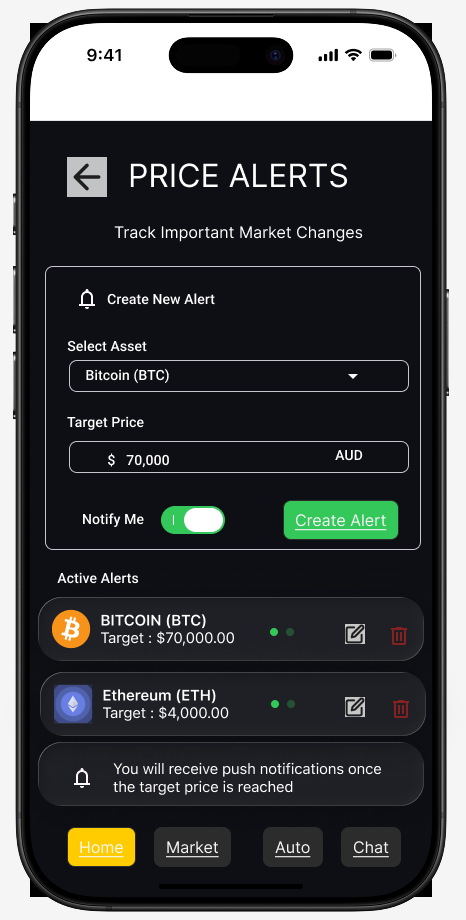 9:41
PRICE ALERTS
Track Important Market Changes
Create New Alert
Select Asset
Bitcoin (BTC)
Target Price
$ 70,000 AUD
Notify Me Create Alert
Active Alerts
BITCOIN (BTC)
Target : $70,000.00
Ethereum (ETH)
Target : $4,000.00
You will receive push notifications once
the target price is reached
Home Market Auto Chat